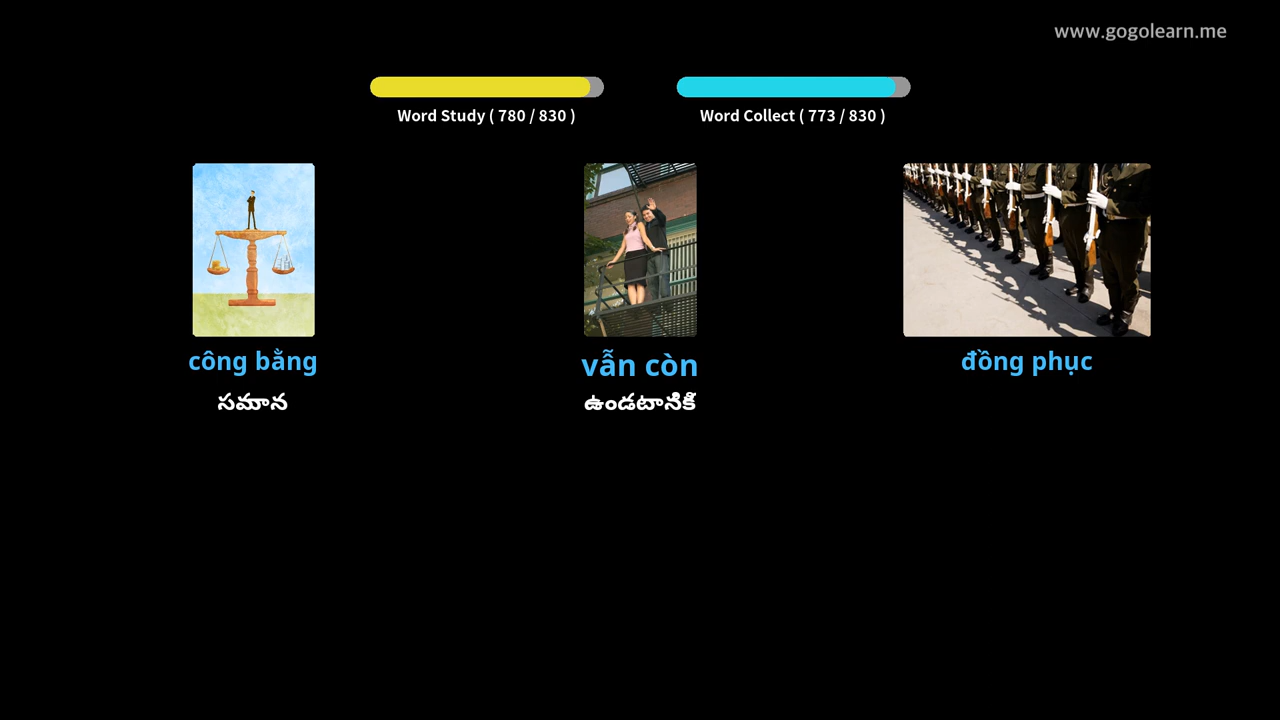 www.gogolearn.me
Word Study ( 780 / 830 )
Word Collect ( 773 / 830 )
công bằng
vẫn còn
đồng phục
సమాన
ఉండటానికి